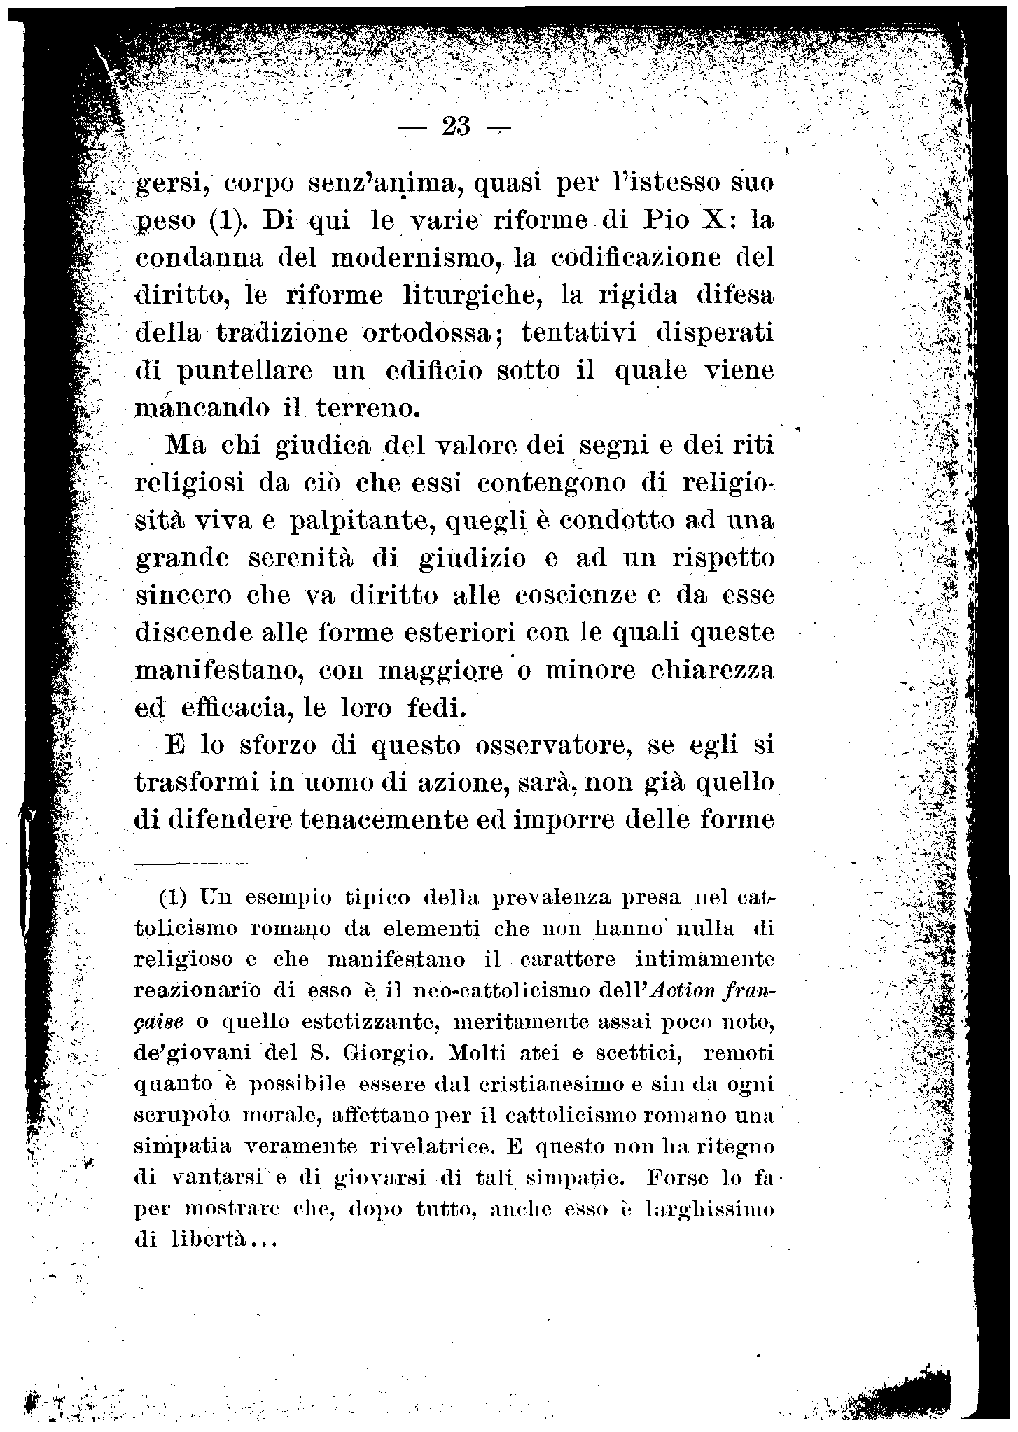 — 23 —
gersi, corpo senz'anima, quasi per l'istesso suo
peso (1). Di qui le varie riforme di Pio X: la
condanna del modernismo, la codificazione del
diritto, le riforme liturgiche, la rigida difesa
della tradizione ortodossa; tentativi disperati
di puntellare un edificio sotto il quale viene
mancando il terreno.
Ma chi giudica del valore dei segni e dei riti
religiosi da ciò che essi contengono di religio-
sità viva e palpitante, quegli è condotto ad una
grande serenità di giudizio e ad un rispetto
sincero che va diritto alle coscienze e da esse
discende alle forme esteriori con le quali queste
manifestano, con maggiore o minore chiarezza
ed efficacia, le loro fedi.
E lo sforzo di questo osservatore, se egli si
trasformi in uomo di azione, sarà, non già quello
di difendere tenacemente ed imporre delle forme
(1) Un esempio tipico della prevalenza presa nel cat-
tolicismo romano da elementi che non hanno nulla di
religioso e che manifestano il carattere intimamente
reazionario di esso è il neo-cattolicismo dell'Action fran-
çaise o quello estetizzante, meritamente assai poco noto,
de'giovani del S. Giorgio. Molti atei e scettici, remoti
quanto è possibile essere dal cristianesimo e sin da ogni
scrupolo morale, affettano per il cattolicismo romano una
simpatia veramente rivelatrice. E questo non ha ritegno
di vantarsi e di giovarsi di tali simpatie. Forse lo fa
per mostrare che, dopo tutto, anche esso è larghissimo
di libertà...